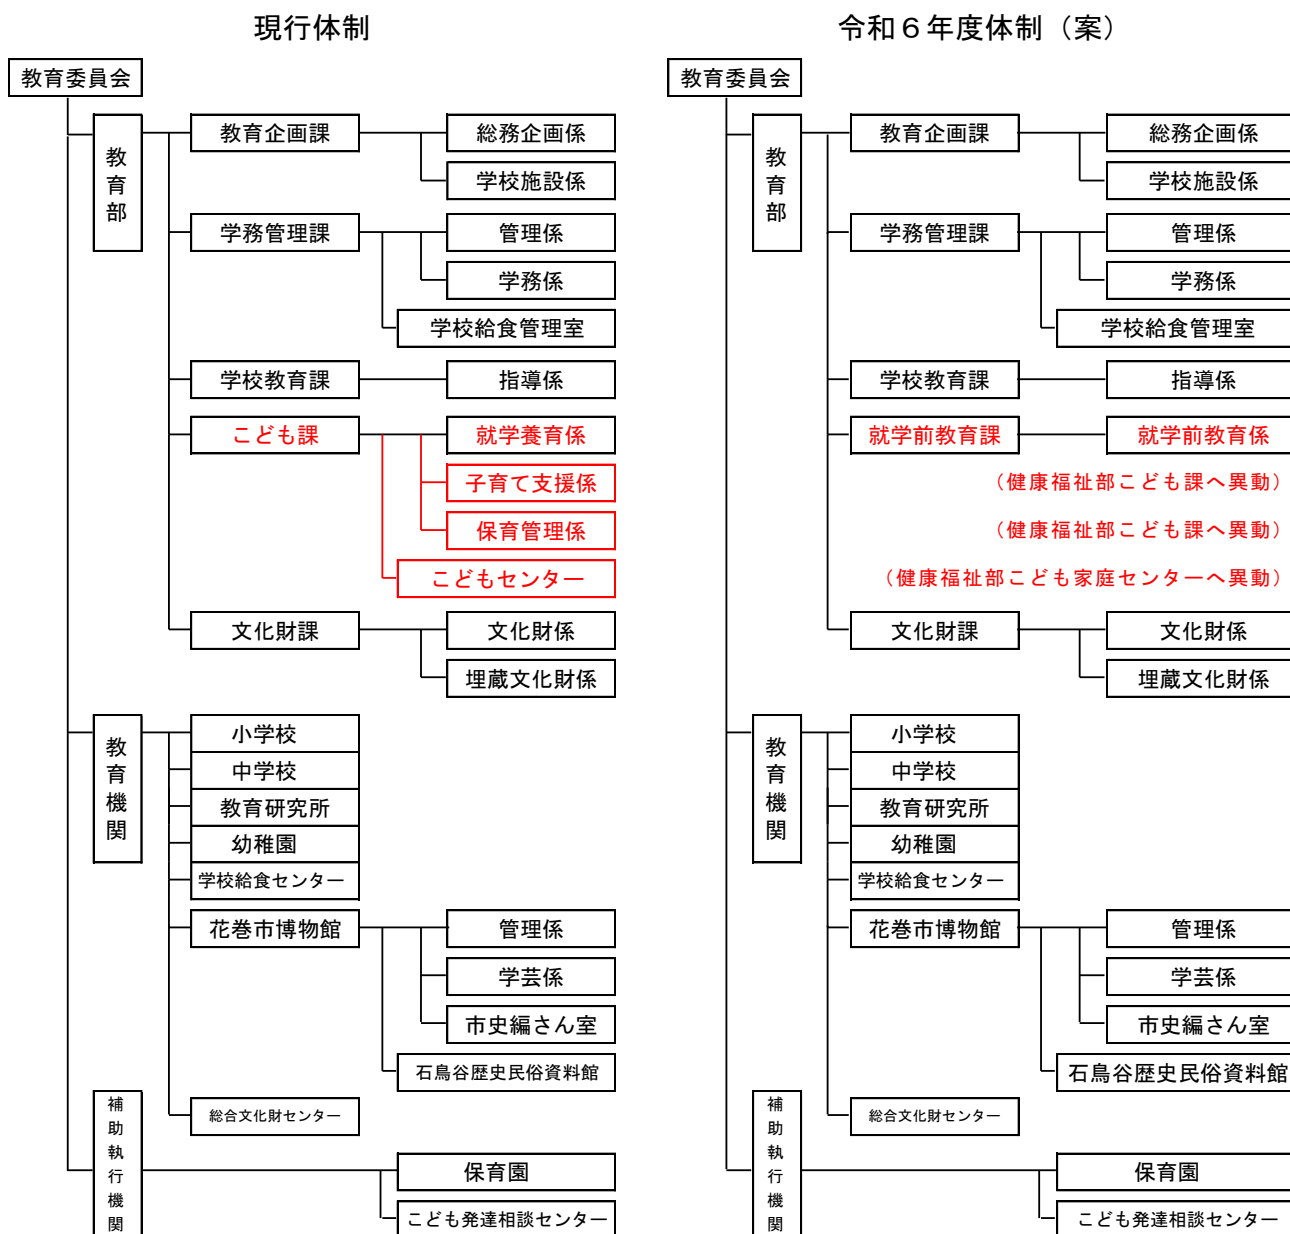 現行体制
教育委員会
教育部
教育企画課
総務企画係
学校施設係
学務管理課
管理係
学務係
学校給食管理室
学校教育課
指導係
こども課
就学養育係
子育て支援係
保育管理係
こどもセンター
文化財課
文化財係
埋蔵文化財係
教育機関
小学校
中学校
教育研究所
幼稚園
学校給食センター
花巻市博物館
管理係
学芸係
市史編さん室
石鳥谷歴史民俗資料館
総合文化財センター
補助執行機関
保育園
こども発達相談センター
令和６年度体制（案）
教育委員会
教育部
教育企画課
総務企画係
学校施設係
学務管理課
管理係
学務係
学校給食管理室
学校教育課
指導係
就学前教育課
就学前教育係
（健康福祉部こども課へ異動）
（健康福祉部こども課へ異動）
（健康福祉部こども家庭センターへ異動）
文化財課
文化財係
埋蔵文化財係
教育機関
小学校
中学校
教育研究所
幼稚園
学校給食センター
花巻市博物館
管理係
学芸係
市史編さん室
石鳥谷歴史民俗資料館
総合文化財センター
補助執行機関
保育園
こども発達相談センター